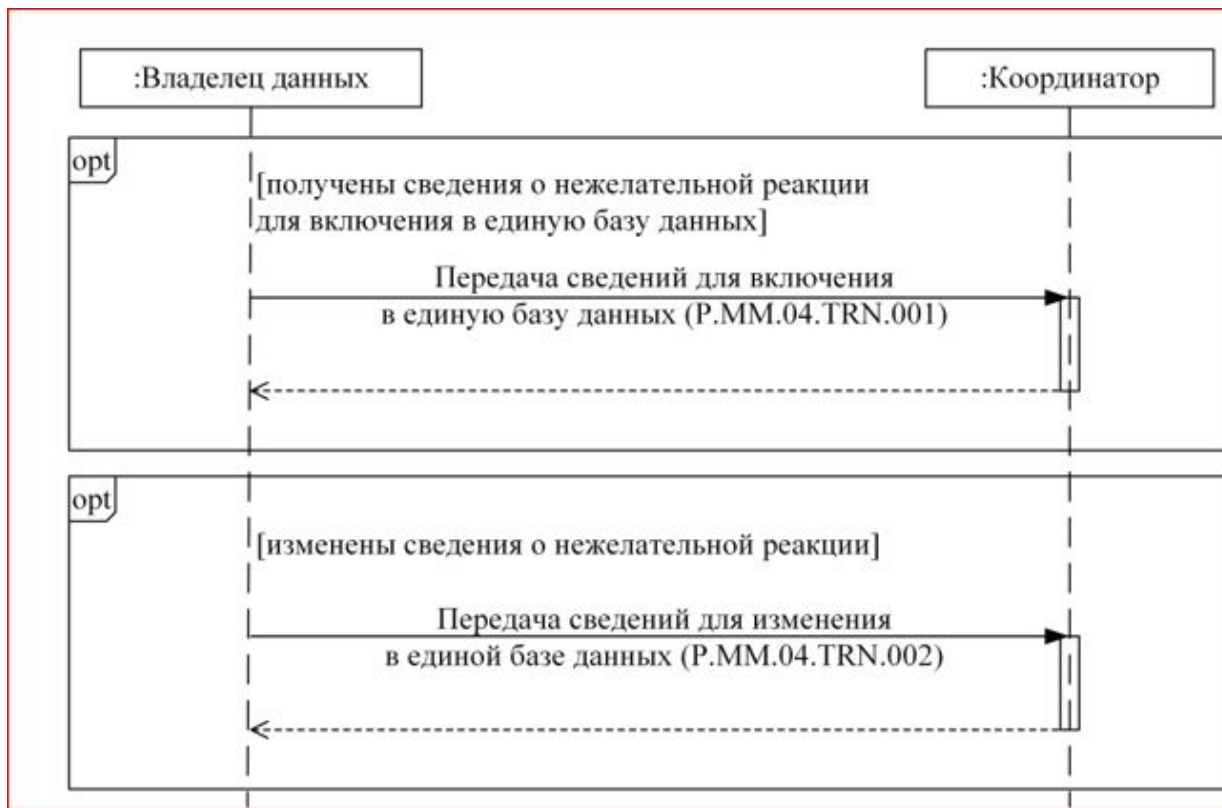 :Владелец данных
:Координатор
opt
[получены сведения о нежелательной реакции
для включения в единую базу данных]
Передача сведений для включения
в единую базу данных (P.MM.04.TRN.001)
opt
[изменены сведения о нежелательной реакции]
Передача сведений для изменения
в единой базе данных (P.MM.04.TRN.002)